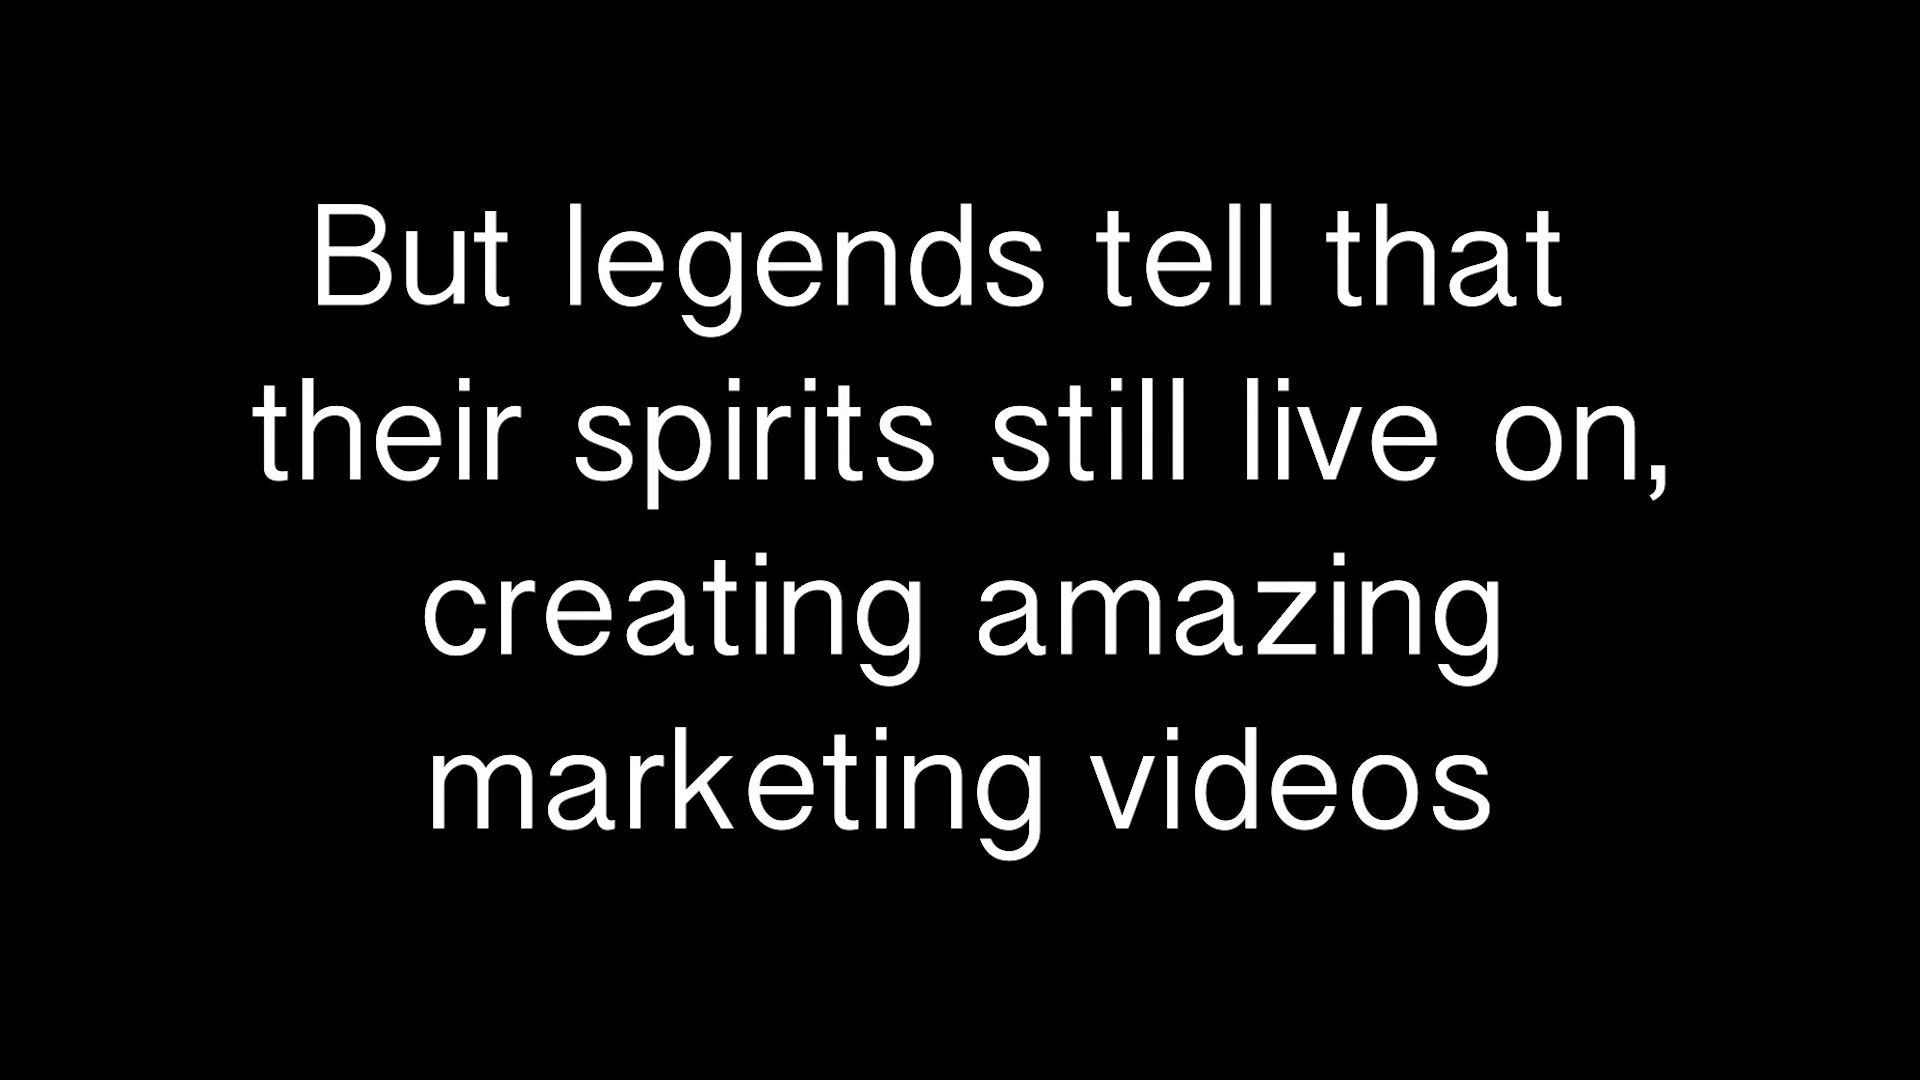 But legends tell that
their spirits still live on,
creating amazing
marketing videos